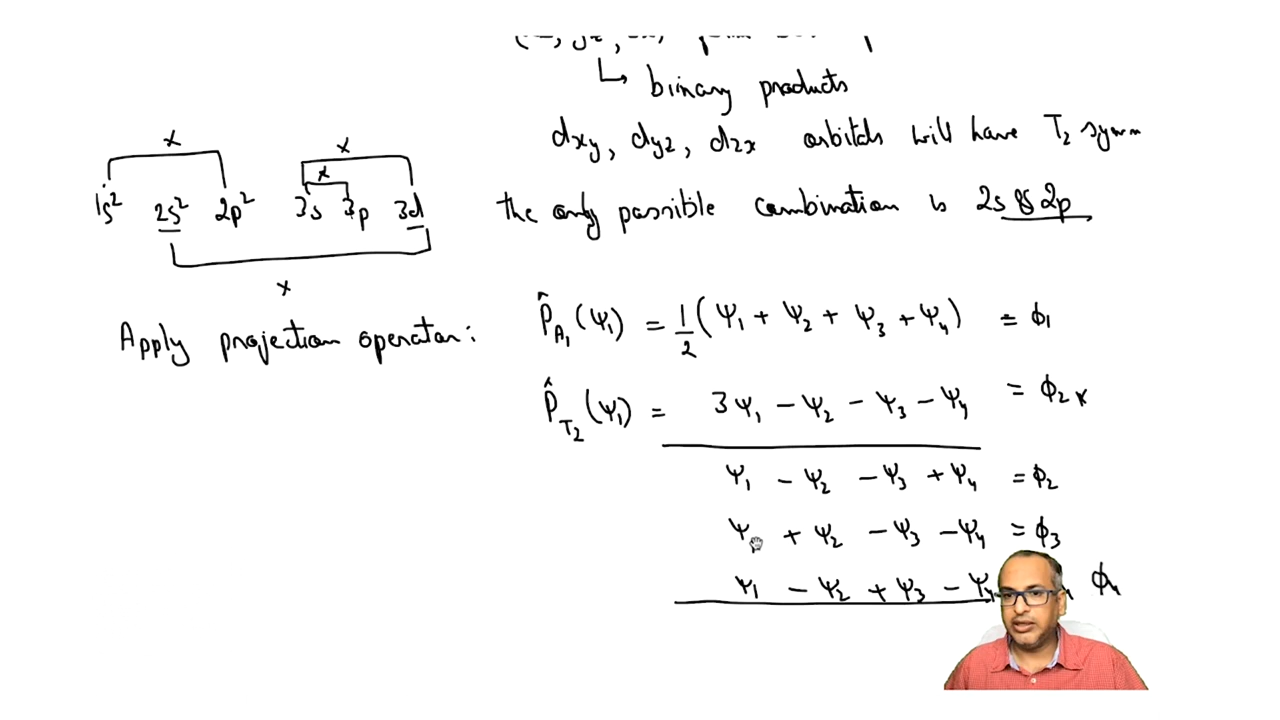 binary products
dxy, dyz, dzx orbitals will have T₂ symm
x x
x
1s² 2s² 2p² 3s 3p 3d
the only possible combination is 2s & 2p
x
Apply projection operator:
P̂A₁(Ψ₁) = 1/2 (Ψ₁ + Ψ₂ + Ψ₃ + Ψ₄) = ϕ₁
P̂T₂(Ψ₁) = 3Ψ₁ − Ψ₂ − Ψ₃ − Ψ₄ = ϕ₂ x
Ψ₁ − Ψ₂ − Ψ₃ + Ψ₄ = ϕ₂
Ψ + Ψ₂ − Ψ₃ − Ψ₄ = ϕ₃
Ψ₁ − Ψ₂ + Ψ₃ − Ψ₄ ϕ₄